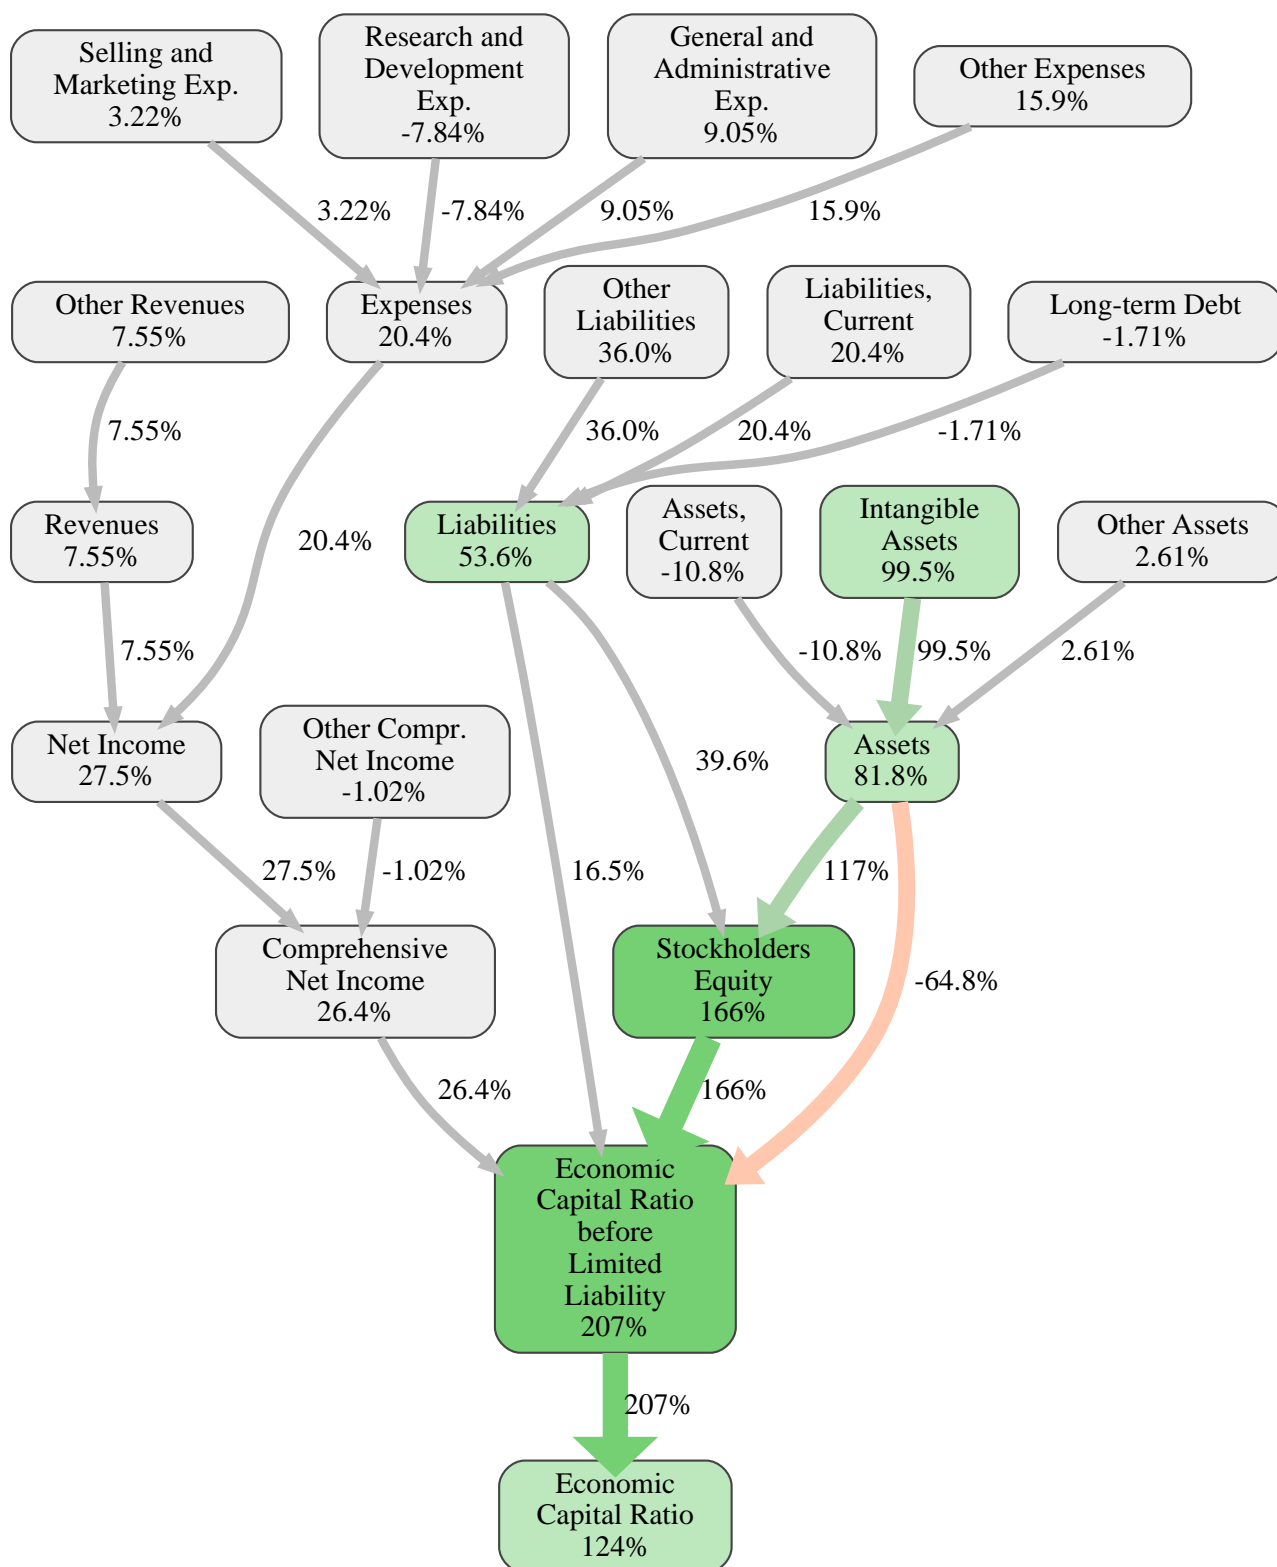 Selling and
Marketing Exp.
3.22%
Research and
Development
Exp.
-7.84%
General and
Administrative
Exp.
9.05%
Other Expenses
15.9%
3.22%
-7.84%
9.05%
15.9%
Other Revenues
7.55%
Expenses
20.4%
Other
Liabilities
36.0%
Liabilities,
Current
20.4%
Long-term Debt
-1.71%
7.55%
36.0%
20.4%
-1.71%
Revenues
7.55%
20.4%
Liabilities
53.6%
Assets,
Current
-10.8%
Intangible
Assets
99.5%
Other Assets
2.61%
7.55%
-10.8%
99.5%
2.61%
Net Income
27.5%
Other Compr.
Net Income
-1.02%
39.6%
Assets
81.8%
27.5%
-1.02%
16.5%
117%
Comprehensive
Net Income
26.4%
Stockholders
Equity
166%
-64.8%
26.4%
166%
Economic
Capital Ratio
before
Limited
Liability
207%
207%
Economic
Capital Ratio
124%